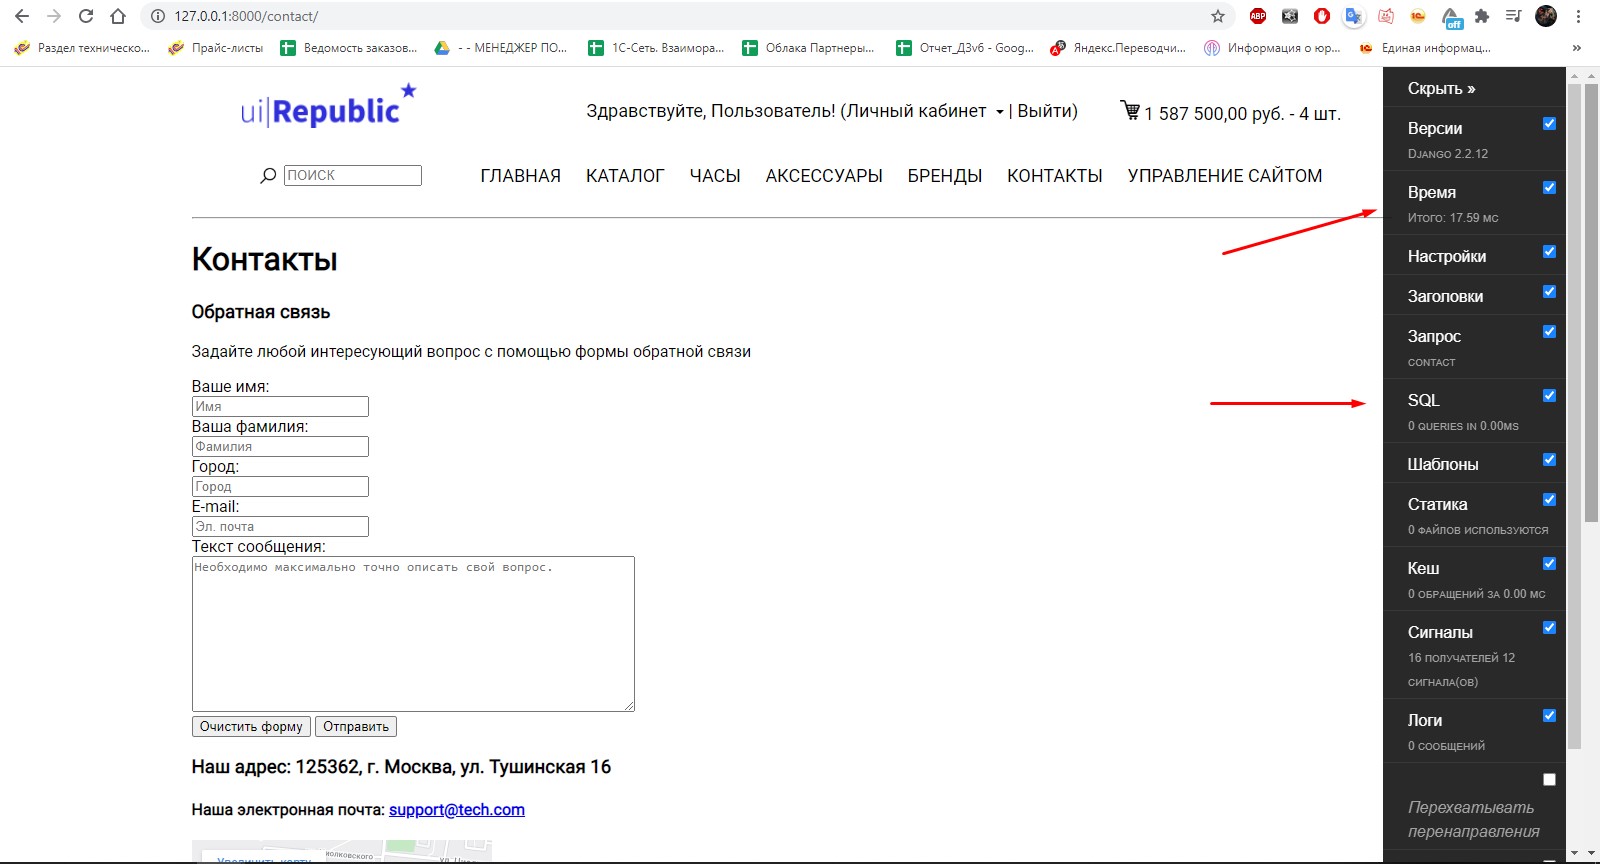 127.0.0.1:8000/contact/
ABP
off
Раздел техническо...
Прайс-листы
Ведомость заказов...
- - МЕНЕДЖЕР ПО...
1С-Сеть. Взаимора...
Облака Партнеры...
Отчет_ДЗv6 - Goog...
Яндекс.Переводчи...
Информация о юр...
Единая информац...
»
ui|Republic
Здравствуйте, Пользователь! (Личный кабинет | Выйти)
1 587 500,00 руб. - 4 шт.
ПОИСК
ГЛАВНАЯ КАТАЛОГ ЧАСЫ АКСЕССУАРЫ БРЕНДЫ КОНТАКТЫ УПРАВЛЕНИЕ САЙТОМ
Контакты
Обратная связь
Задайте любой интересующий вопрос с помощью формы обратной связи
Ваше имя:
Имя
Ваша фамилия:
Фамилия
Город:
Город
E-mail:
Эл. почта
Текст сообщения:
Необходимо максимально точно описать свой вопрос.
Очистить форму Отправить
Наш адрес: 125362, г. Москва, ул. Тушинская 16
Наша электронная почта: support@tech.com
Увеличить карту
Скрыть »
Версии
Django 2.2.12
Время
Итого: 17.59 мс
Настройки
Заголовки
Запрос
contact
SQL
0 queries in 0.00ms
Шаблоны
Статика
0 файлов используются
Кеш
0 обращений за 0.00 мс
Сигналы
16 получателей 12
сигнала(ов)
Логи
0 сообщений
Перехватывать
перенаправления